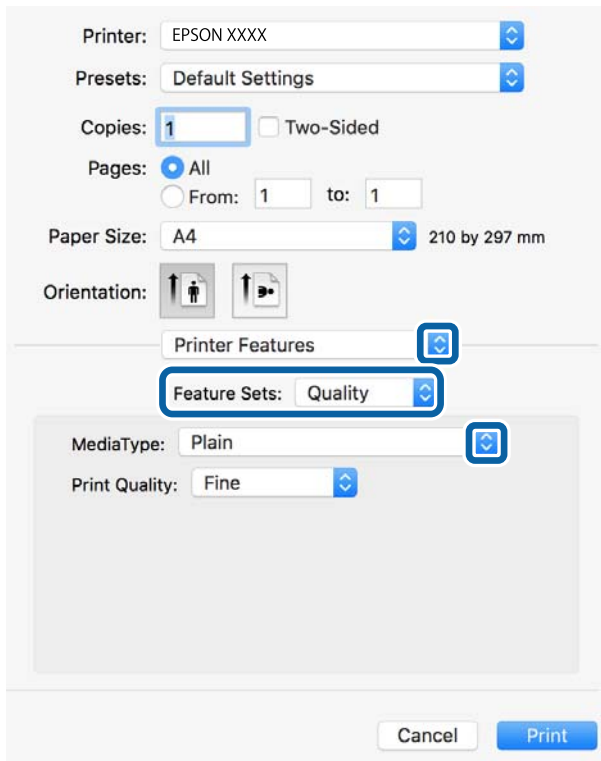 Printer: EPSON XXXX
Presets: Default Settings
Copies: 1 Two-Sided
Pages: All
From: 1 to: 1
Paper Size: A4 210 by 297 mm
Orientation:
Printer Features
Feature Sets: Quality
MediaType: Plain
Print Quality: Fine
Cancel Print